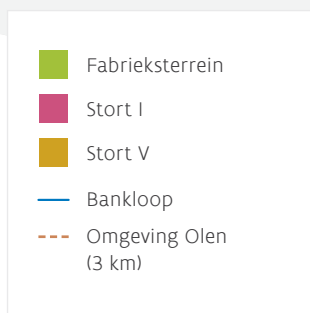 Fabrieksterrein
Stort I
Stort V
Bankloop
Omgeving Olen
(3 km)